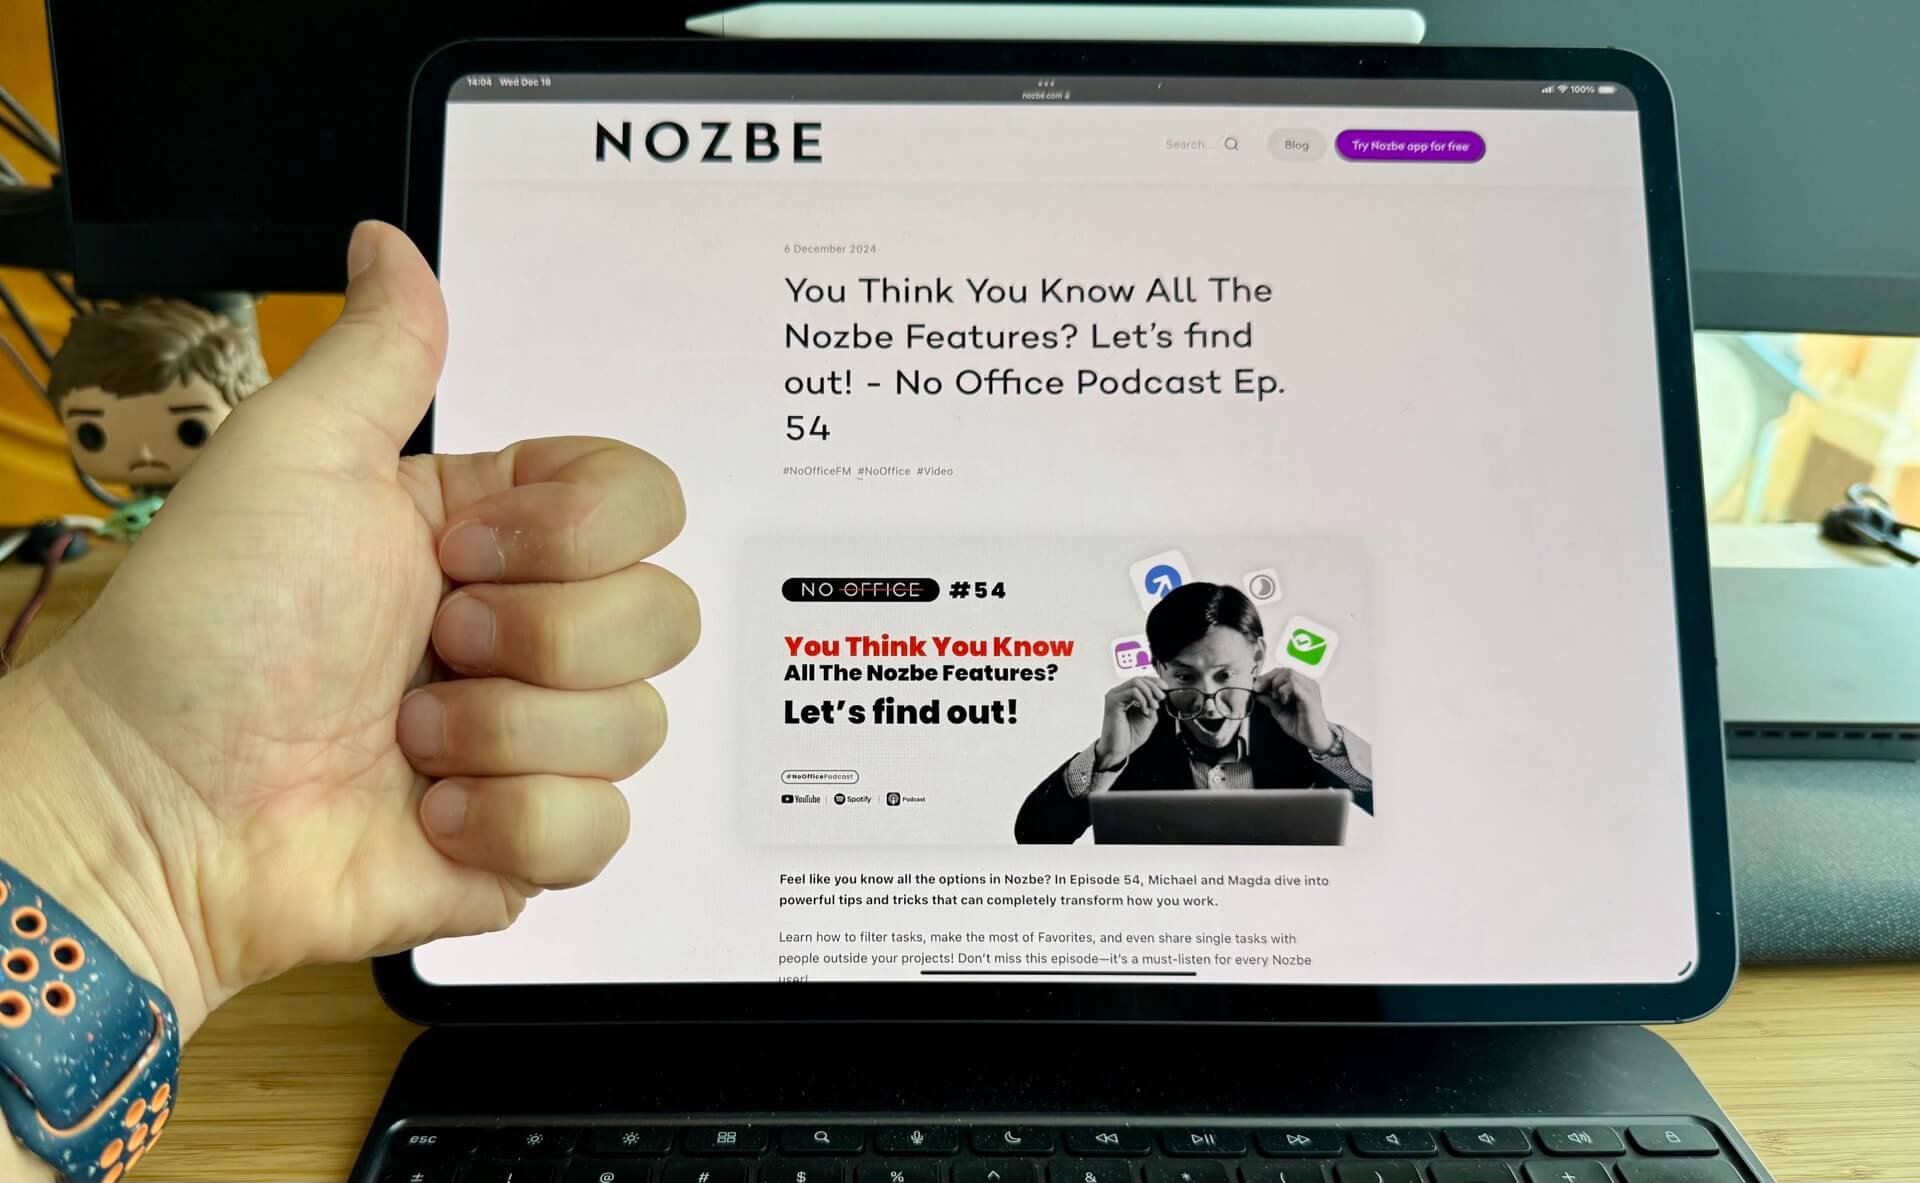 14:04 Wed Dec 18
nozbe.com
100%
NOZBE
Search...
Blog
Try Nozbe app for free
6 December 2024
You Think You Know All The
Nozbe Features? Let’s find
out! - No Office Podcast Ep.
54
#NoOfficeFM #NoOffice #Video
NO OFFICE #54
You Think You Know
All The Nozbe Features?
Let’s find out!
#NoOfficePodcast
YouTube | Spotify | Podcast
Feel like you know all the options in Nozbe? In Episode 54, Michael and Magda dive into
powerful tips and tricks that can completely transform how you work.
Learn how to filter tasks, make the most of Favorites, and even share single tasks with
people outside your projects! Don’t miss this episode—it’s a must-listen for every Nozbe
user!
esc
± ! @ # $ % ^ & * ( ) _ +